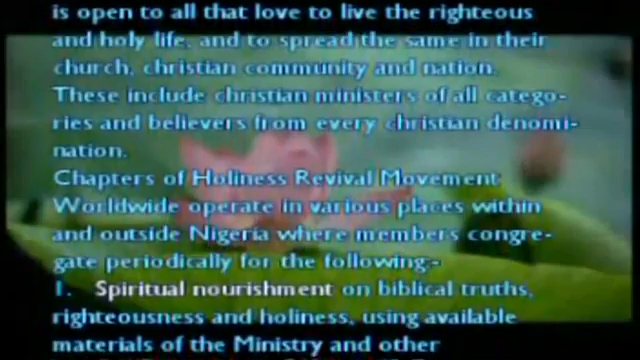 is open to all that love to live the righteous
and holy life, and to spread the same in their
church, christian community and nation.
These include christian ministers of all catego-
ries and believers from every christian denomi-
nation.
Chapters of Holiness Revival Movement
Worldwide operate in various places within
and outside Nigeria where members congre-
gate periodically for the following:-
1. Spiritual nourishment on biblical truths,
righteousness and holiness, using available
materials of the Ministry and other